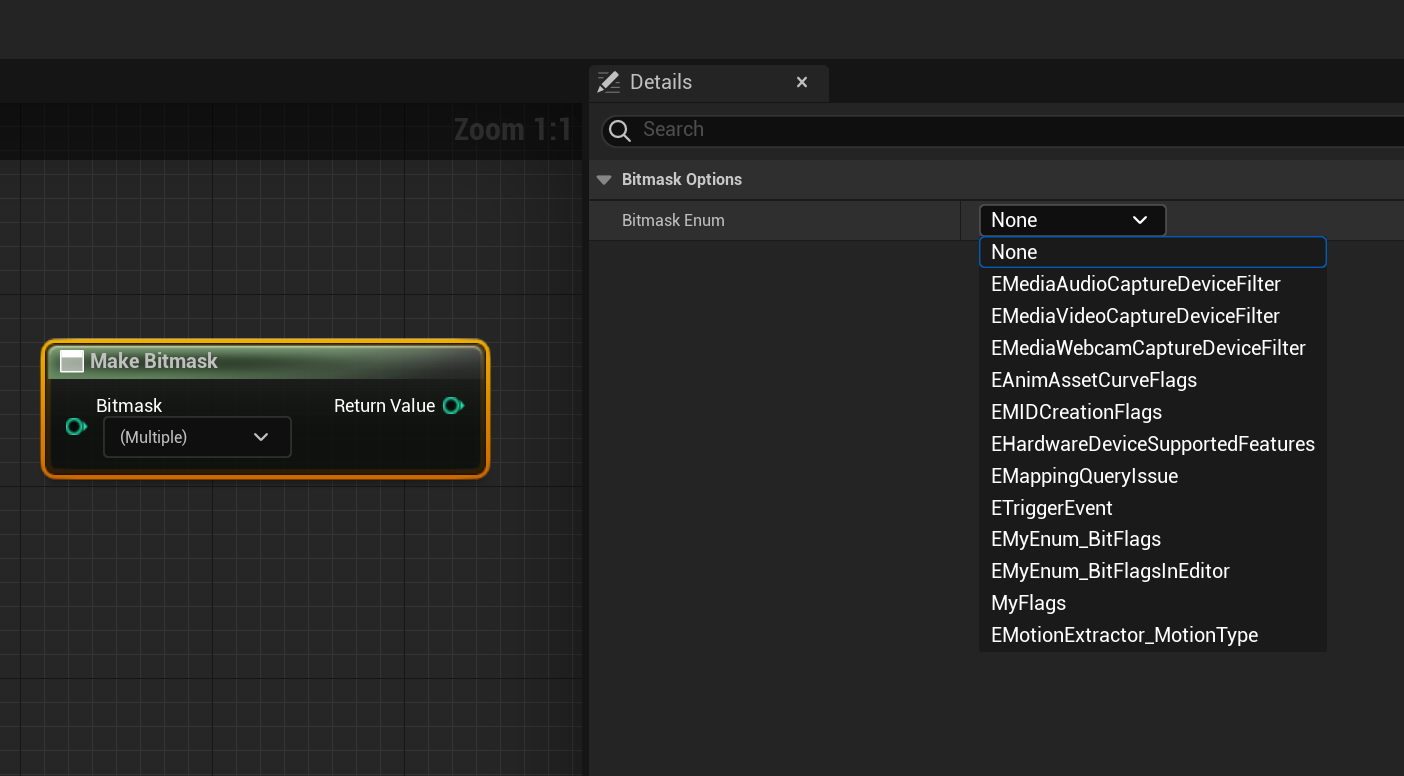 Details
Zoom 1:1
Search
Bitmask Options
Bitmask Enum
None
None
EMediaAudioCaptureDeviceFilter
EMediaVideoCaptureDeviceFilter
EMediaWebcamCaptureDeviceFilter
EAnimAssetCurveFlags
EMIDCreationFlags
EHardwareDeviceSupportedFeatures
EMappingQueryIssue
ETriggerEvent
EMyEnum_BitFlags
EMyEnum_BitFlagsInEditor
MyFlags
EMotionExtractor_MotionType
Make Bitmask
Bitmask
Return Value
(Multiple)